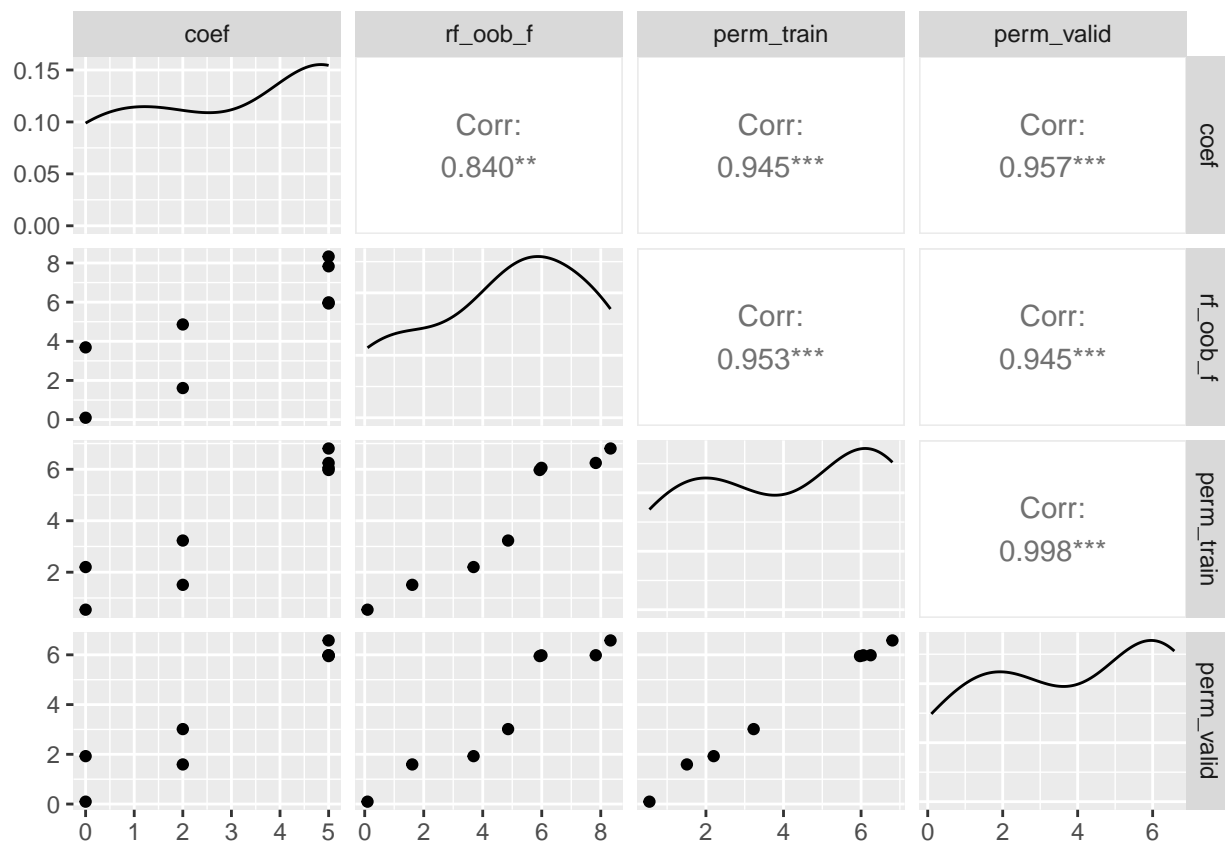 coef rf_oob_f perm_train perm_valid
0.15
0.10
0.05
0.00
Corr:
0.840**
Corr:
0.945***
Corr:
0.957***
coef
8
6
4
2
0
Corr:
0.953***
Corr:
0.945***
rf_oob_f
6
4
2
Corr:
0.998***
perm_train
6
4
2
0
perm_valid
0 1 2 3 4 5 0 2 4 6 8 2 4 6 0 2 4 6